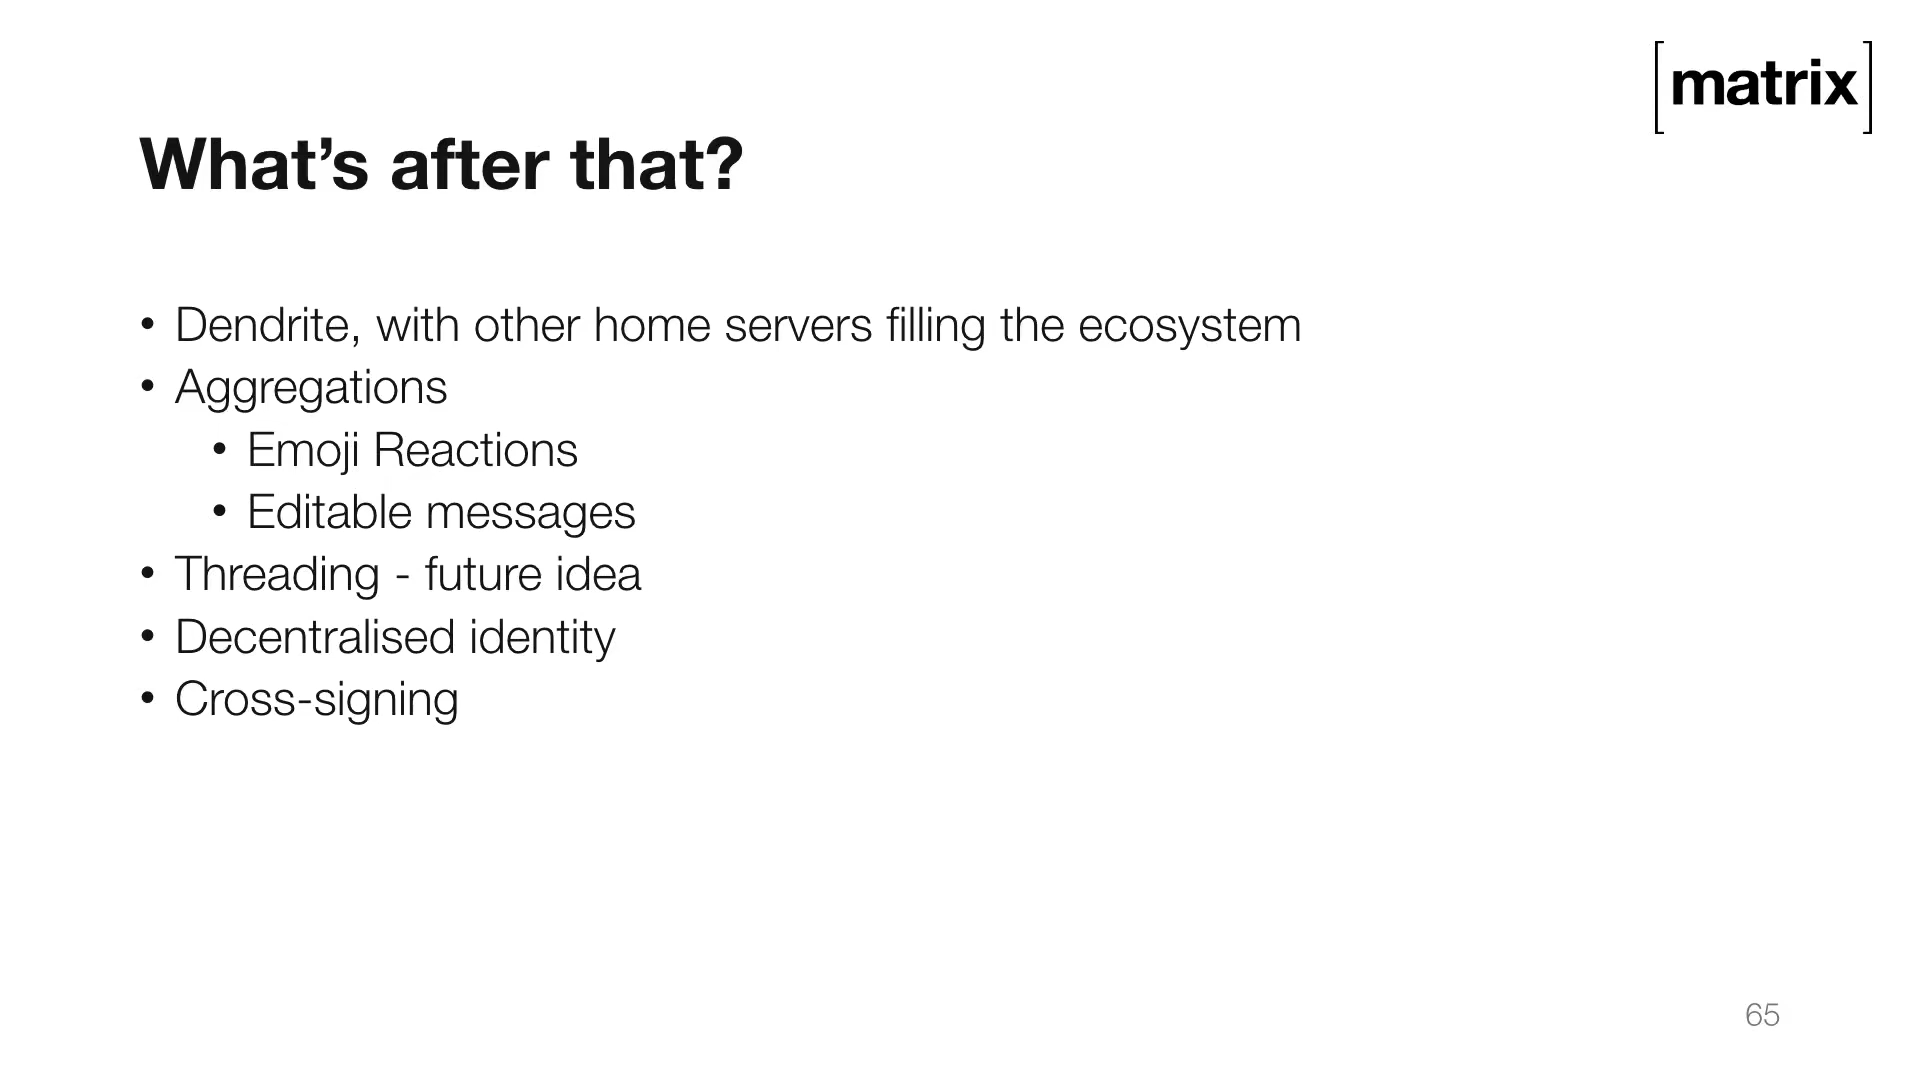 [matrix]
What’s after that?
• Dendrite, with other home servers filling the ecosystem
• Aggregations
• Emoji Reactions
• Editable messages
• Threading - future idea
• Decentralised identity
• Cross-signing
65